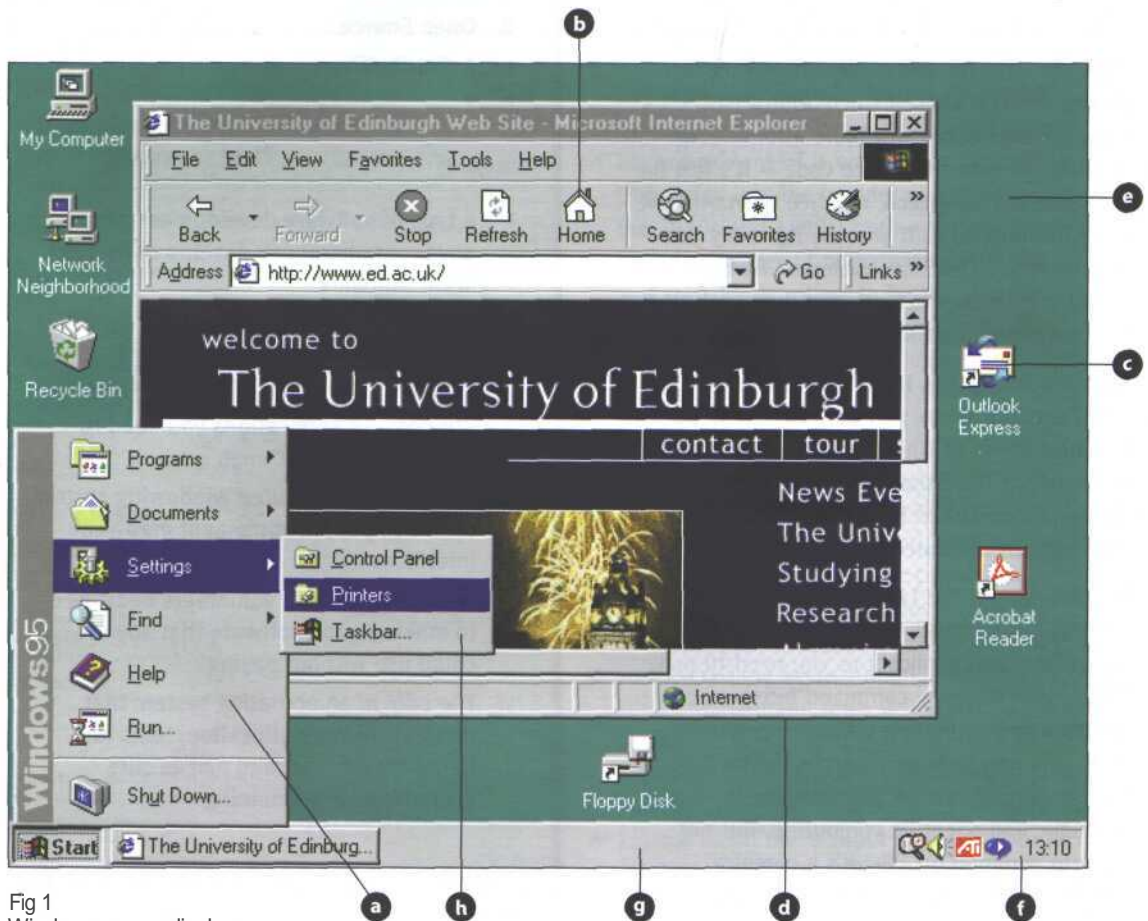 b
My Computer
The University of Edinburgh Web Site - Microsoft Internet Explorer
File Edit View Favorites Tools Help
Back Forward Stop Refresh Home Search Favorites History »
e
Network
Neighborhood
Address http://www.ed.ac.uk/ Go Links »
Recycle Bin
welcome to
The University of Edinburgh
contact tour
c
Outlook
Express
News Eve
The Univ
Studying
Research
Acrobat
Reader
Windows95
Programs
Documents
Settings
Find
Help
Run...
Shut Down...
Control Panel
Printers
Taskbar...
Internet
Floppy Disk
Start The University of Edinburg... 13:10
Fig 1
a h g d f